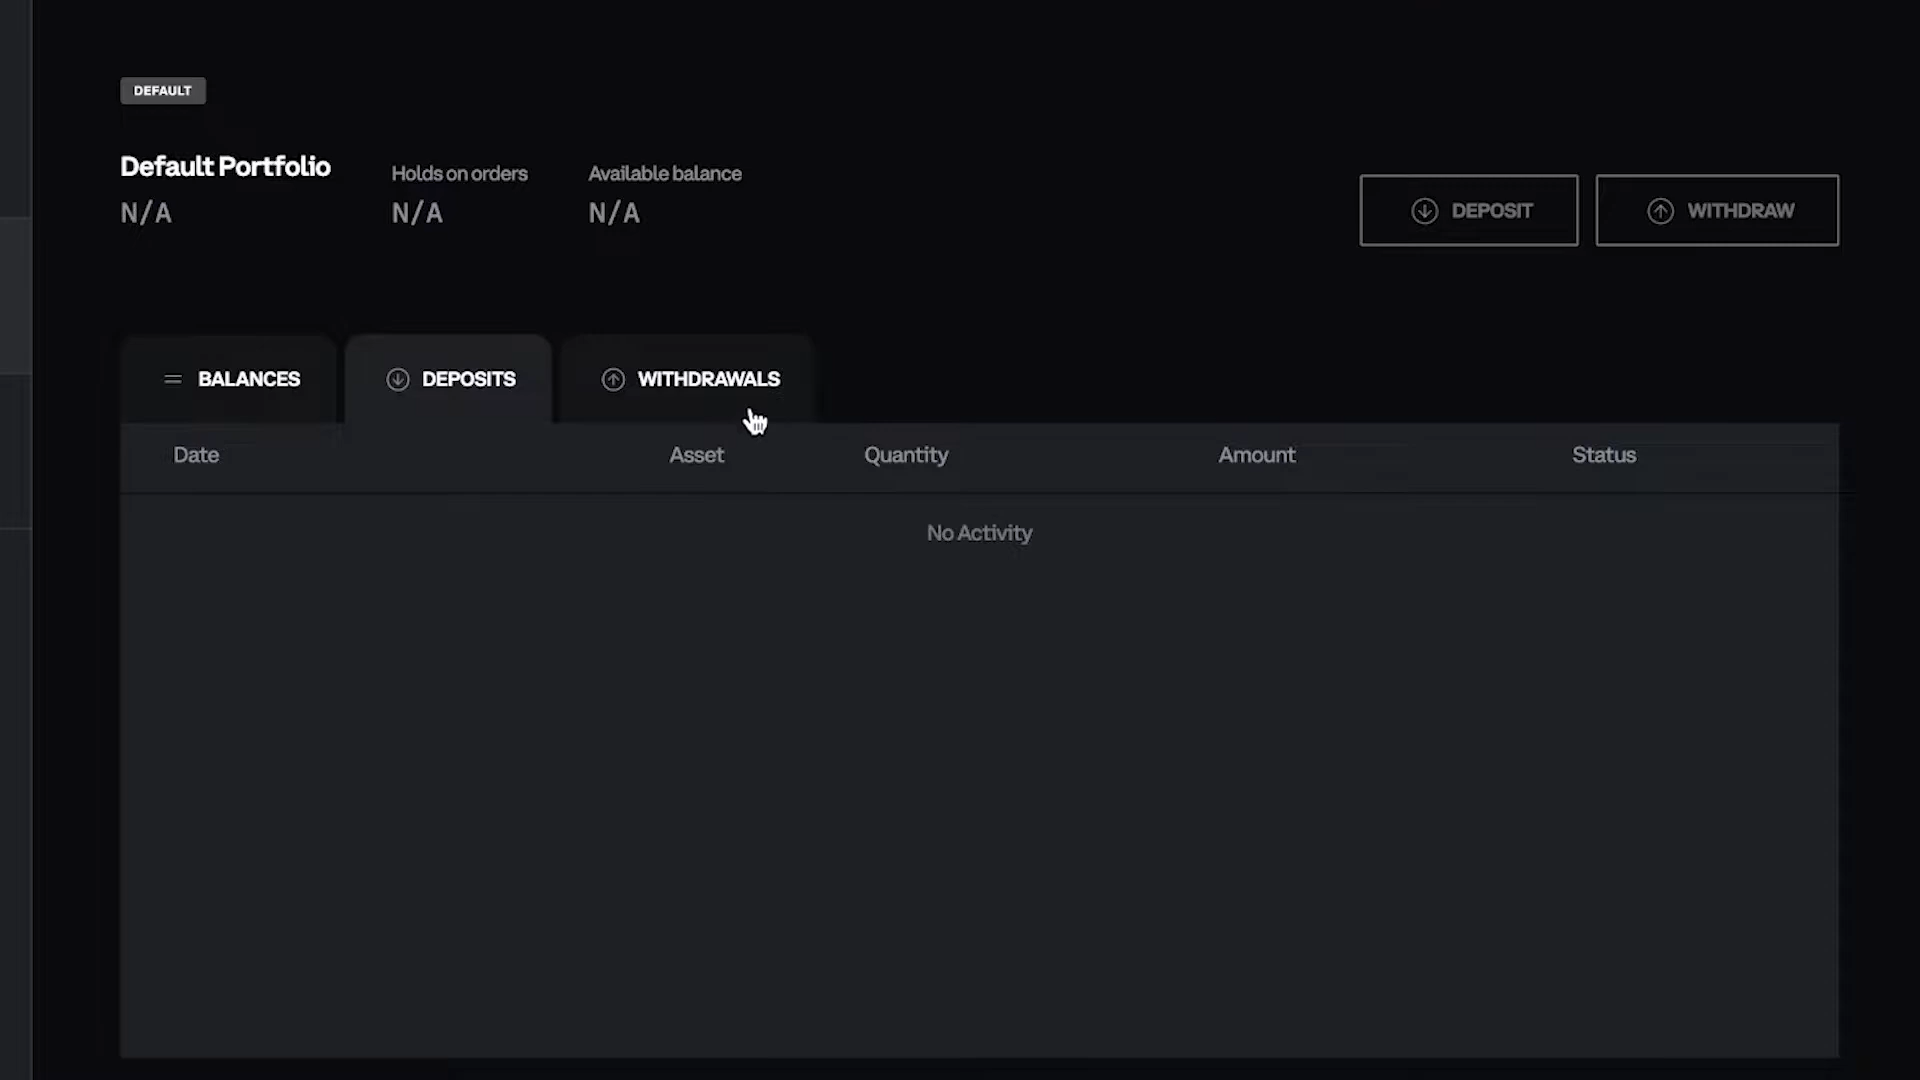 DEFAULT
Default Portfolio
N/A
Holds on orders
N/A
Available balance
N/A
DEPOSIT
WITHDRAW
BALANCES
DEPOSITS
WITHDRAWALS
Date Asset Quantity Amount Status
No Activity